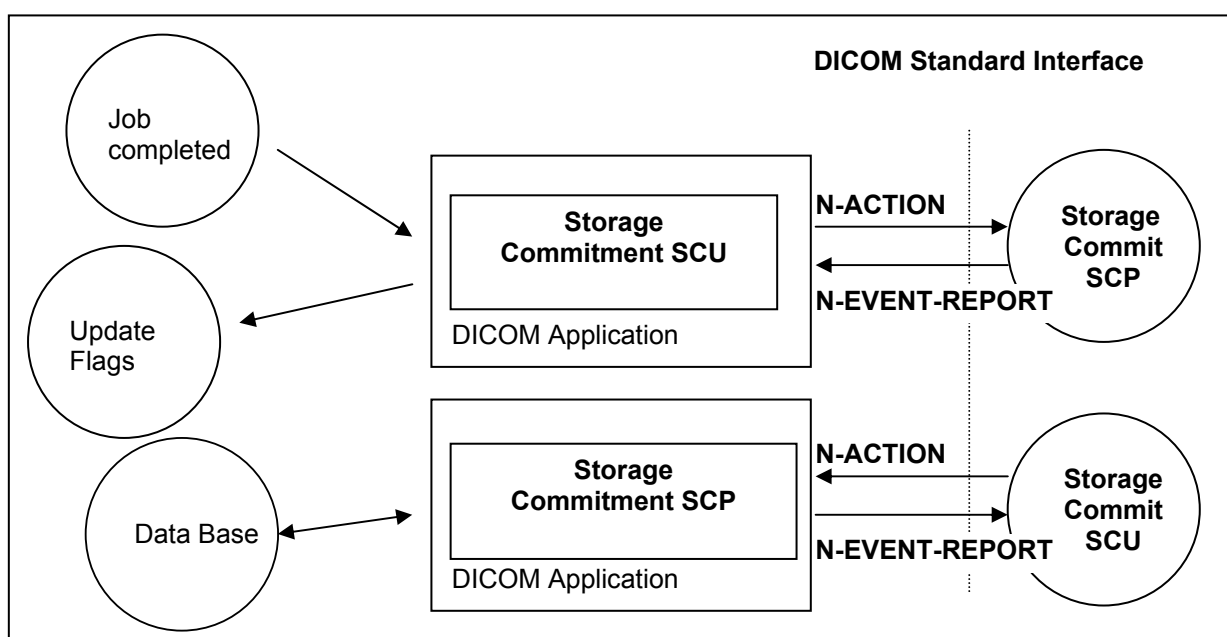 DICOM Standard Interface
Job
completed
Storage
Commitment SCU
DICOM Application
N-ACTION
N-EVENT-REPORT
Storage
Commit
SCP
Update
Flags
Data Base
Storage
Commitment SCP
DICOM Application
N-ACTION
N-EVENT-REPORT
Storage
Commit
SCU